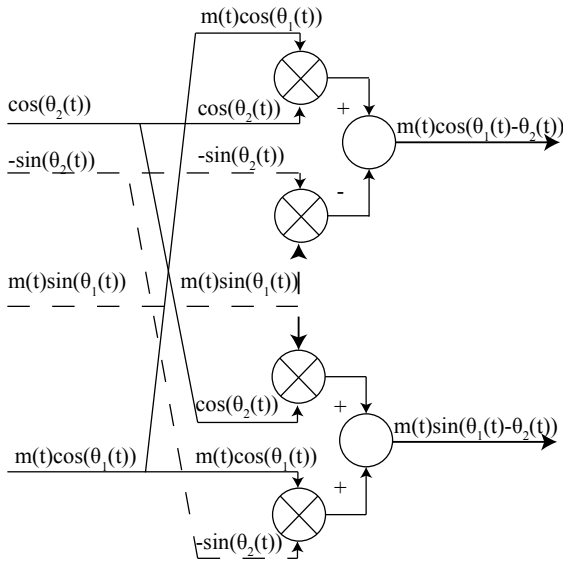 m(t)cos(θ₁(t))
cos(θ₂(t))
cos(θ₂(t))
+
m(t)cos(θ₁(t)-θ₂(t))
-sin(θ₂(t))
-sin(θ₂(t))
-
m(t)sin(θ₁(t))
m(t)sin(θ₁(t))
cos(θ₂(t))
+
m(t)sin(θ₁(t)-θ₂(t))
m(t)cos(θ₁(t))
m(t)cos(θ₁(t))
+
-sin(θ₂(t))